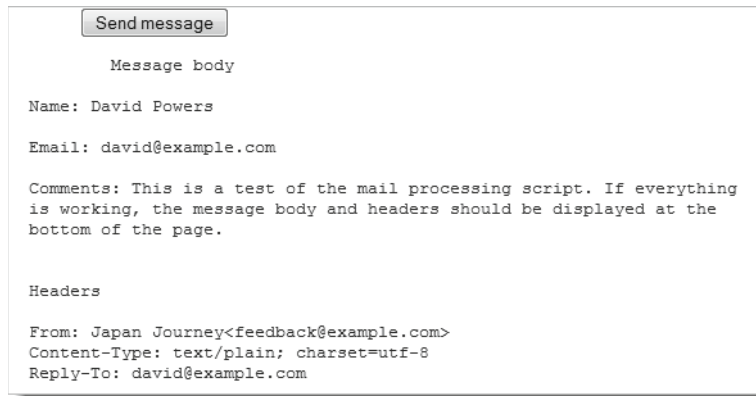 Send message
Message body
Name: David Powers
Email: david@example.com
Comments: This is a test of the mail processing script. If everything
is working, the message body and headers should be displayed at the
bottom of the page.
Headers
From: Japan Journey<feedback@example.com>
Content-Type: text/plain; charset=utf-8
Reply-To: david@example.com